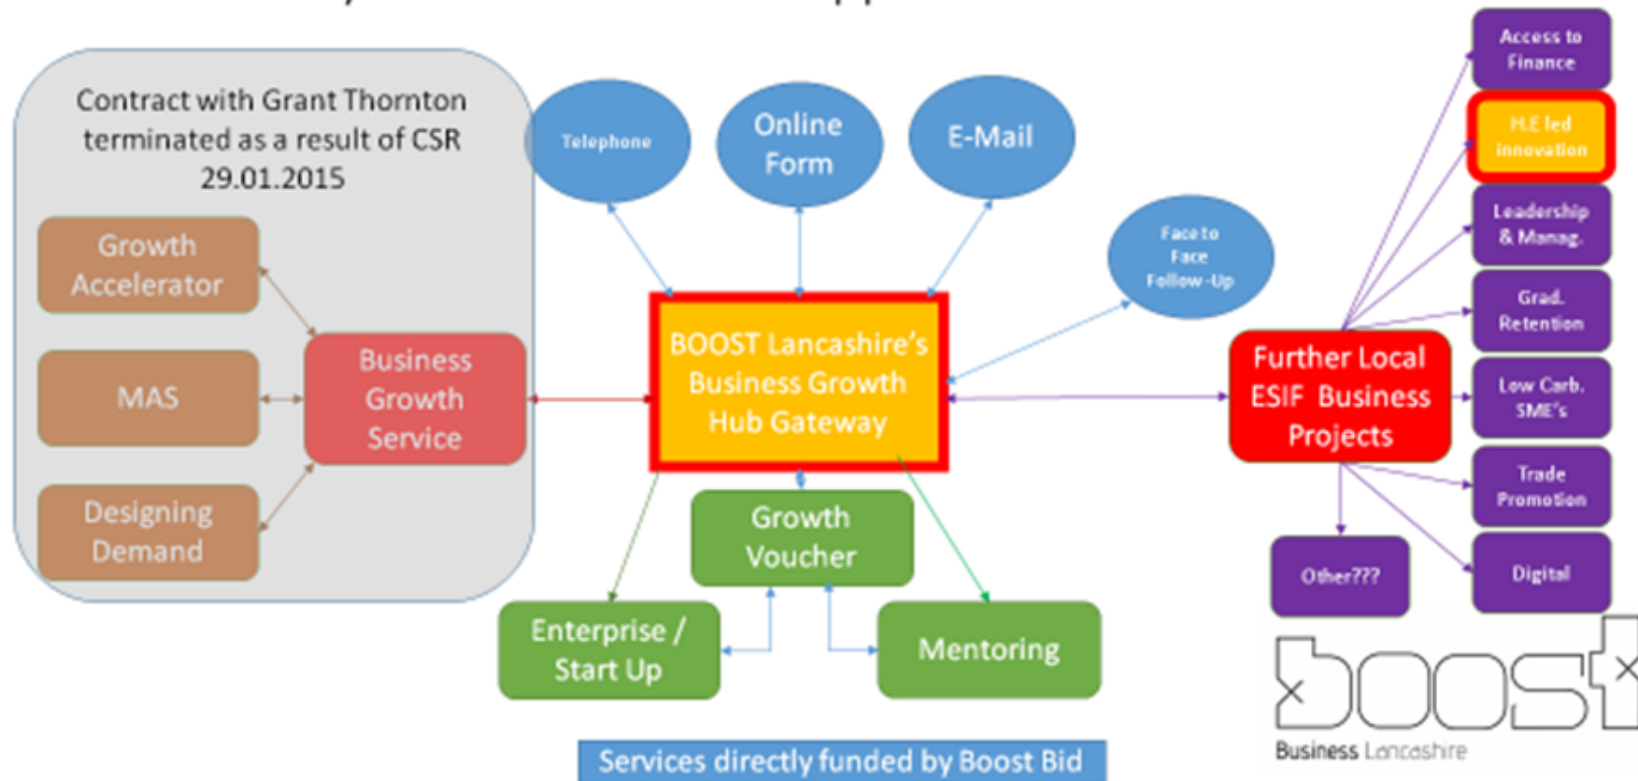 Contract with Grant Thornton
terminated as a result of CSR
29.01.2015
Growth
Accelerator
MAS
Designing
Demand
Business
Growth
Service
Telephone
Online
Form
E-Mail
Face to
Face
Follow-Up
BOOST Lancashire's
Business Growth
Hub Gateway
Growth
Voucher
Enterprise /
Start Up
Mentoring
Services directly funded by Boost Bid
Further Local
ESIF Business
Projects
Access to
Finance
H.E led
innovation
Leadership
& Manag.
Grad.
Retention
Low Carb.
SME's
Trade
Promotion
Digital
Other???
boost
Business Lancashire